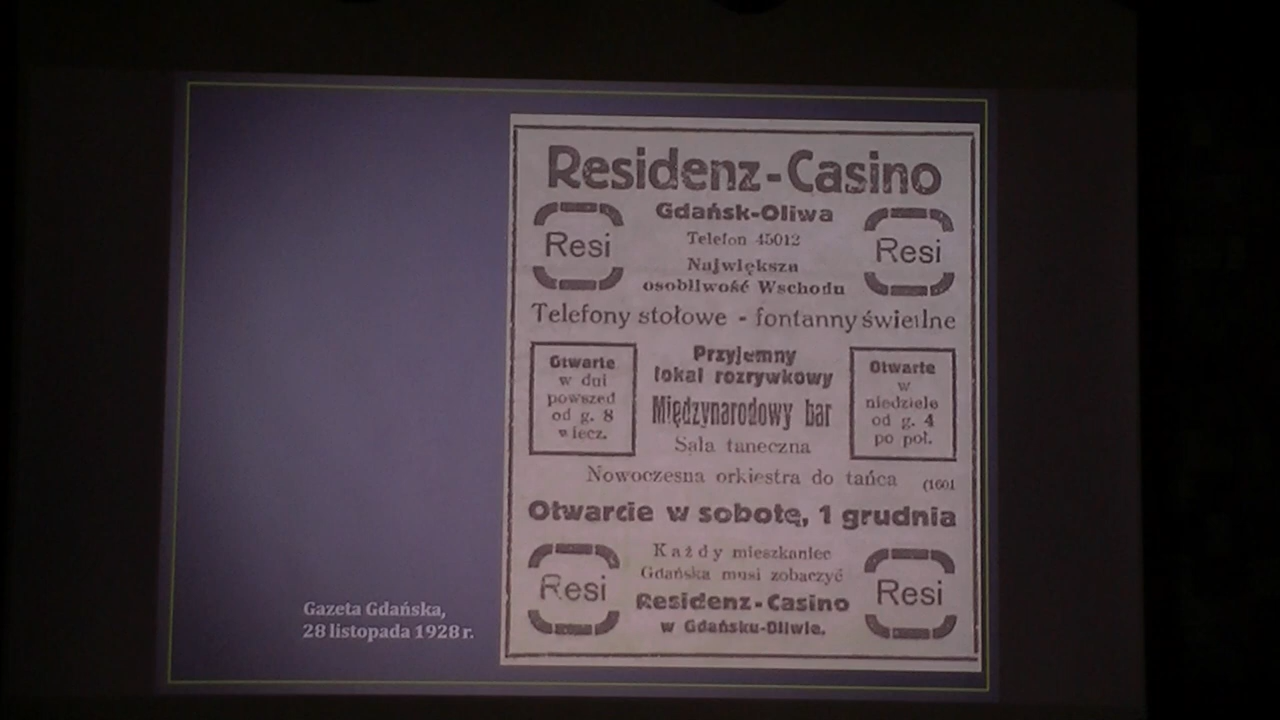 Residenz-Casino
Gdańsk-Oliwa
Resi
Telefon 45012
Resi
Największa
osobliwość Wschodu
Telefony stołowe - fontanny świetlne
Otwarte
w dni
powszed
od g. 8
wiecz.
Przyjemny
lokal rozrywkowy
Międzynarodowy bar
Sala taneczna
Otwarte
w
niedziele
od g. 4
po poł.
Nowoczesna orkiestra do tańca
(1601
Otwarcie w sobotę, 1 grudnia
Resi
Każdy mieszkaniec
Gdańska musi zobaczyć
Residenz-Casino
w Gdańsku-Oliwie.
Resi
Gazeta Gdańska,
28 listopada 1928 r.